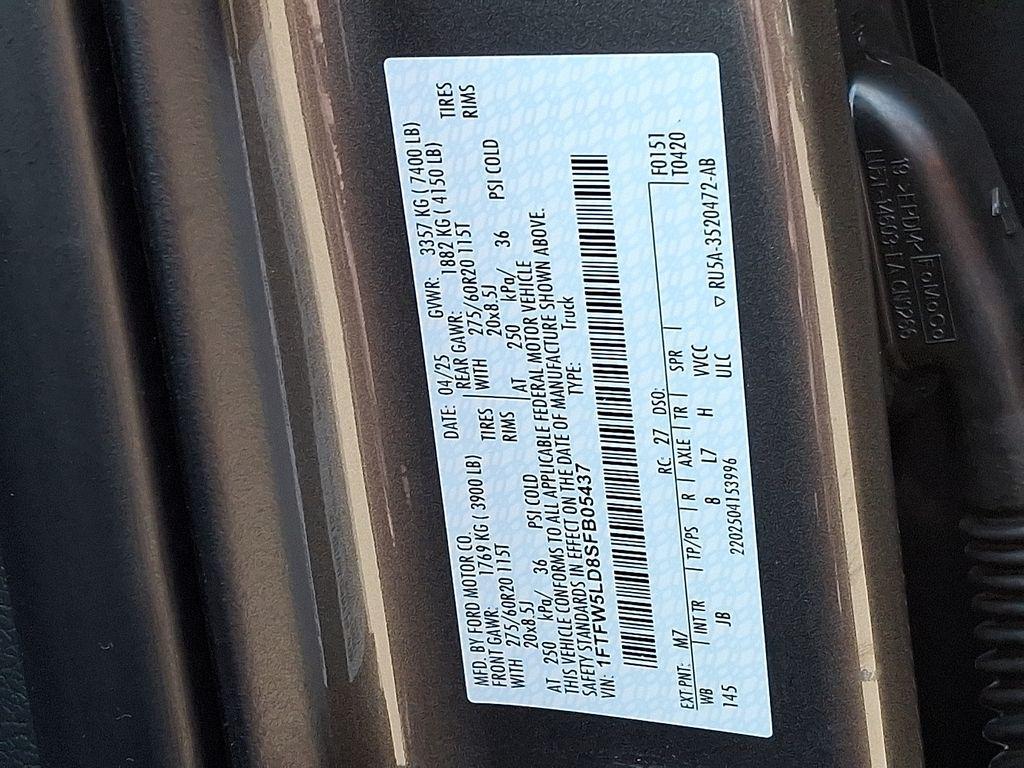 MFD. BY FORD MOTOR CO. DATE: 04/25 GVWR: 3357 KG ( 7400 LB)
FRONT GAWR: 1769 KG ( 3900 LB) REAR GAWR: 1882 KG ( 4150 LB)
WITH 275/60R20 115T TIRES WITH 275/60R20 115T TIRES
20x8.5J RIMS 20x8.5J RIMS
AT 250 kPa/ 36 PSI COLD AT 250 kPa/ 36 PSI COLD
THIS VEHICLE CONFORMS TO ALL APPLICABLE FEDERAL MOTOR VEHICLE
SAFETY STANDARDS IN EFFECT ON THE DATE OF MANUFACTURE SHOWN ABOVE.
VIN: 1FTFW5LD8SFB05437 TYPE: Truck
EXT PNT: M7 RC: 27 DSO: F0151
WB INT TR TP/PS R AXLE TR SPR T0420
145 JB 8 L7 H WCC
ULC
220250415399​6 ▽ RU5A-3520472-AB
FoMoCo